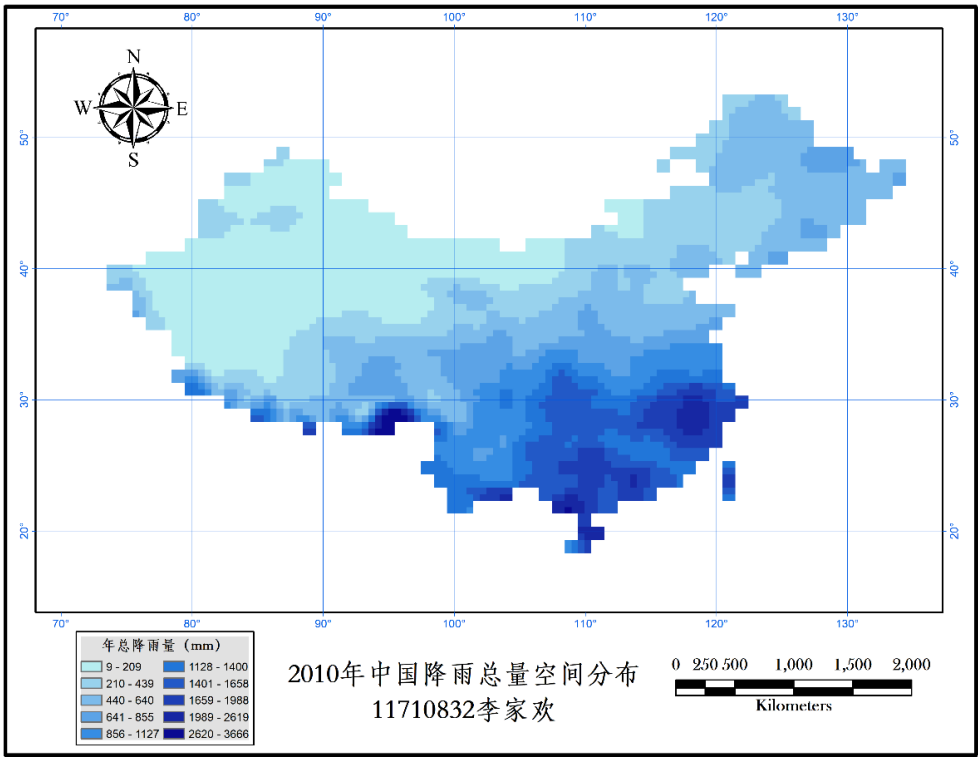 70° 80° 90° 100° 110° 120° 130°
N
W E
S
50° 50°
40° 40°
30° 30°
20° 20°
70° 80° 90° 100° 110° 120° 130°
年总降雨量（mm）
9 - 209 1128 - 1400
210 - 439 1401 - 1658
440 - 640 1659 - 1988
641 - 855 1989 - 2619
856 - 1127 2620 - 3666
2010年中国降雨总量空间分布
11710832李家欢
0 250 500 1,000 1,500 2,000
Kilometers